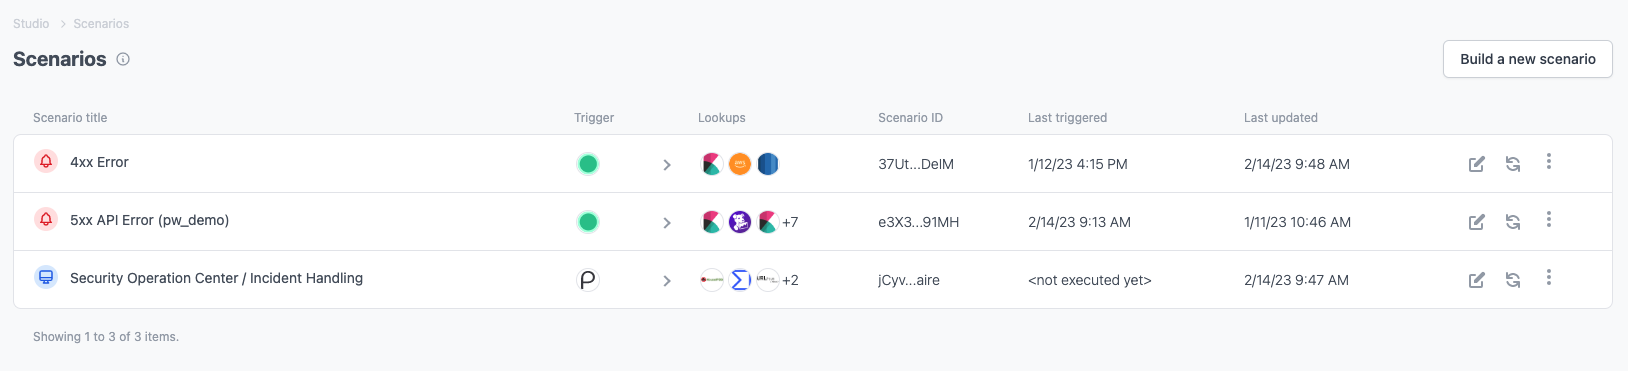 Studio > Scenarios
Scenarios
Build a new scenario
Scenario title Trigger Lookups Scenario ID Last triggered Last updated
4xx Error aws 37Ut...DelM 1/12/23 4:15 PM 2/14/23 9:48 AM
5xx API Error (pw_demo) +7 e3X3...91MH 2/14/23 9:13 AM 1/11/23 10:46 AM
Security Operation Center / Incident Handling P +2 jCyv...aire <not executed yet> 2/14/23 9:47 AM
Showing 1 to 3 of 3 items.